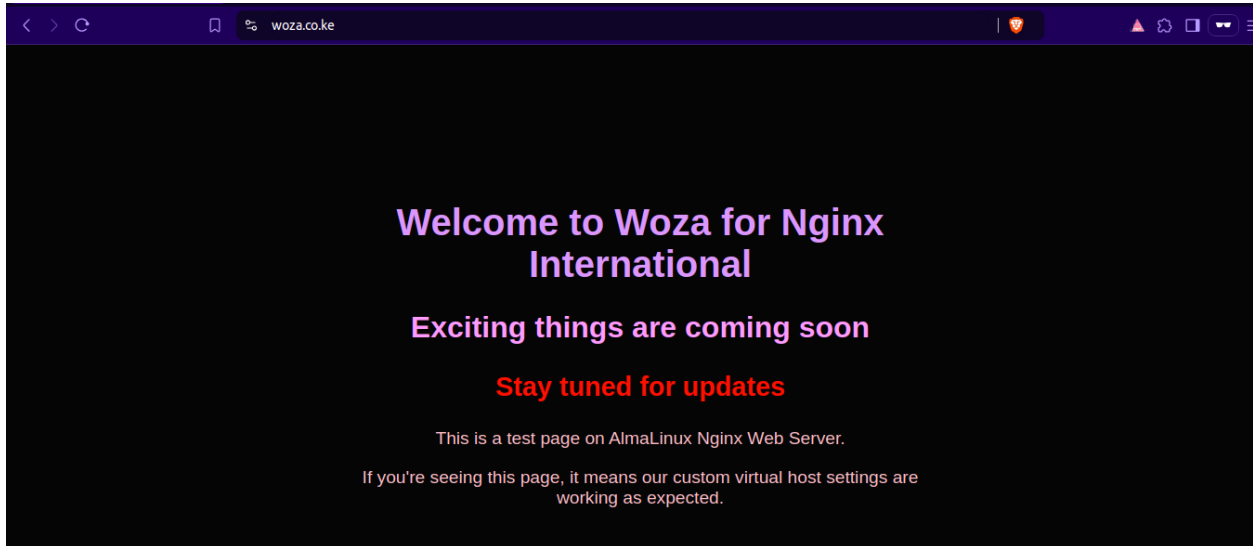 woza.co.ke
Welcome to Woza for Nginx
International
Exciting things are coming soon
Stay tuned for updates
This is a test page on AlmaLinux Nginx Web Server.
If you're seeing this page, it means our custom virtual host settings are
working as expected.